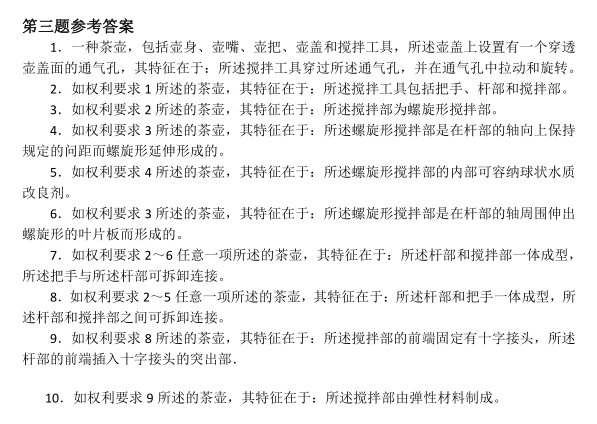 第三题参考答案
1．一种茶壶，包括壶身、壶嘴、壶把、壶盖和搅拌工具，所述壶盖上设置有一个穿透
壶盖面的通气孔，其特征在于：所述搅拌工具穿过所述通气孔，并在通气孔中拉动和旋转。
2．如权利要求 1 所述的茶壶，其特征在于：所述搅拌工具包括把手、杆部和搅拌部。
3．如权利要求 2 所述的茶壶，其特征在于：所述搅拌部为螺旋形搅拌部。
4．如权利要求 3 所述的茶壶，其特征在于：所述螺旋形搅拌部是在杆部的轴向上保持
规定的问距而螺旋形延伸形成的。
5．如权利要求 4 所述的茶壶，其特征在于：所述螺旋形搅拌部的内部可容纳球状水质
改良剂。
6．如权利要求 3 所述的茶壶，其特征在于：所述螺旋形搅拌部是在杆部的轴周围伸出
螺旋形的叶片板而形成的。
7．如权利要求 2～6 任意一项所述的茶壶，其特征在于：所述杆部和搅拌部一体成型，
所述把手与所述杆部可拆卸连接。
8．如权利要求 2～5 任意一项所述的茶壶，其特征在于：所述杆部和把手一体成型，所
述杆部和搅拌部之间可拆卸连接。
9．如权利要求 8 所述的茶壶，其特征在于：所述搅拌部的前端固定有十字接头，所述
杆部的前端插入十字接头的突出部．
10．如权利要求 9 所述的茶壶，其特征在于：所述搅拌部由弹性材料制成。